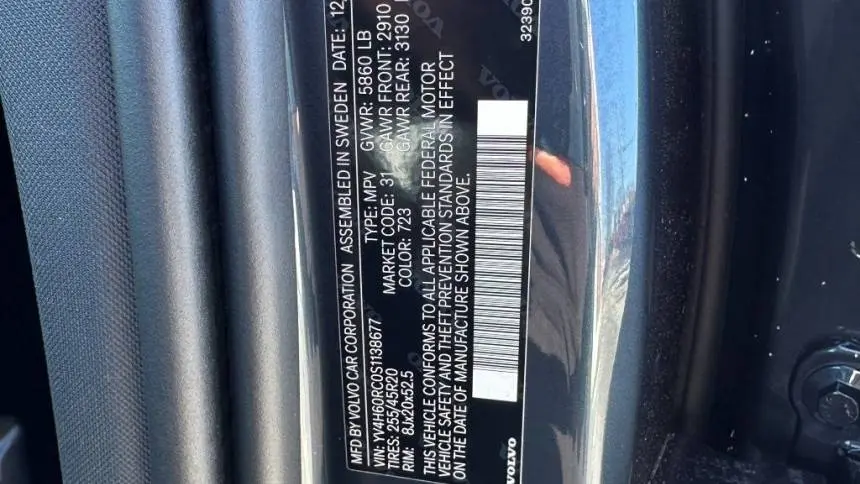 MFD BY VOLVO CAR CORPORATION ASSEMBLED IN SWEDEN DATE: 12
VIN: YV4H60RC0S1138677 TYPE: MPV GVWR: 5860 LB
TIRES: 255/45R20 MARKET CODE: 31 GAWR FRONT: 2910
RIM: 8Jx20x52.5 COLOR: 723 GAWR REAR: 3130
THIS VEHICLE CONFORMS TO ALL APPLICABLE FEDERAL MOTOR
VEHICLE SAFETY AND THEFT PREVENTION STANDARDS IN EFFECT
ON THE DATE OF MANUFACTURE SHOWN ABOVE.
VOLVO
32390